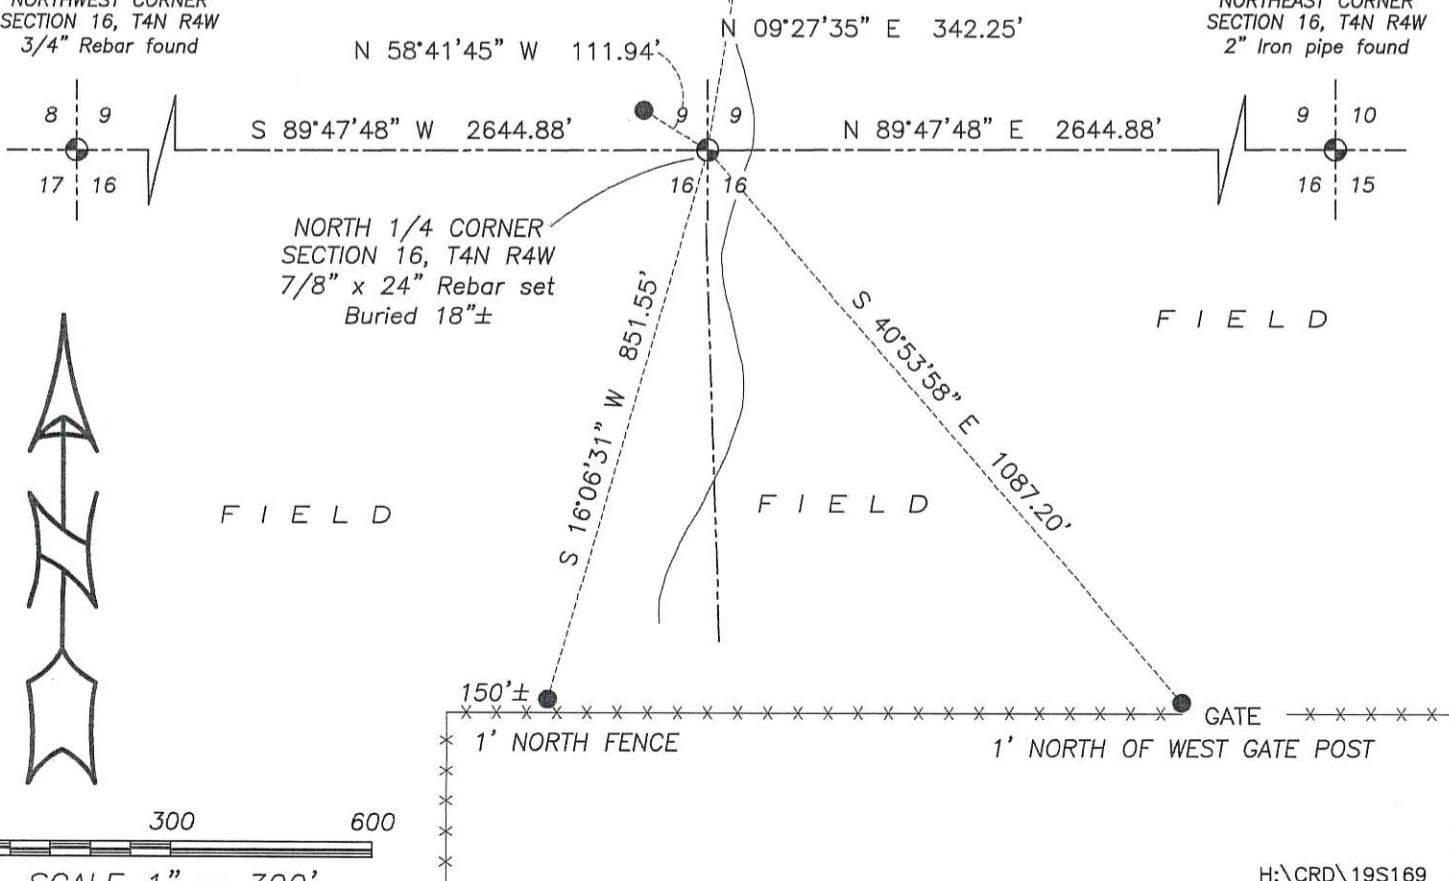 NORTHWEST CORNER
SECTION 16, T4N R4W
3/4" Rebar found
NORTHEAST CORNER
SECTION 16, T4N R4W
2" Iron pipe found
N 09°27'35" E 342.25'
N 58°41'45" W 111.94'
8 9
17 16
S 89°47'48" W 2644.88'
9 9
16 16
N 89°47'48" E 2644.88'
9 10
16 15
NORTH 1/4 CORNER
SECTION 16, T4N R4W
7/8" x 24" Rebar set
Buried 18"±
S 16°06'31" W 851.55'
S 40°53'58" E 1087.20'
FIELD
FIELD
FIELD
N
150'±
1' NORTH FENCE
GATE
1' NORTH OF WEST GATE POST
300 600
SCALE 1" = 300'
H:\CRD\19S169